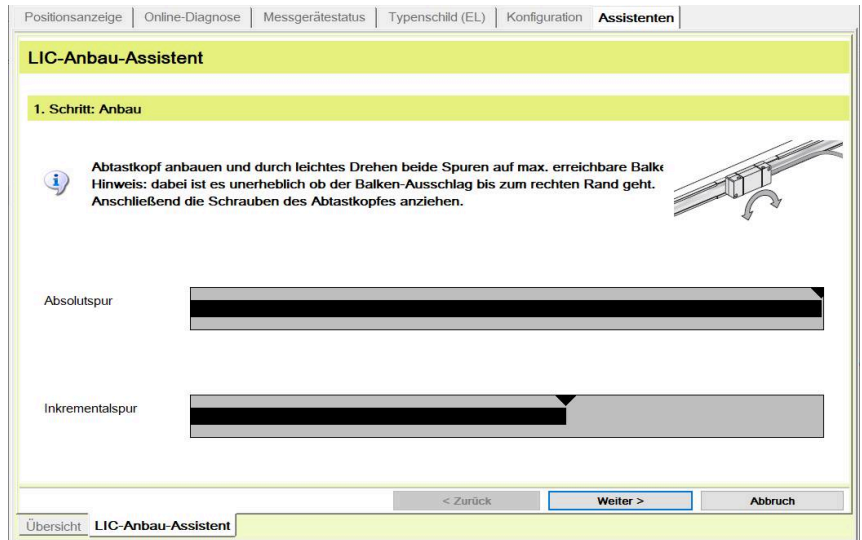 Positionsanzeige Online-Diagnose Messgerätestatus Typenschild (EL) Konfiguration Assistenten
LIC-Anbau-Assistent
1. Schritt: Anbau
Abtastkopf anbauen und durch leichtes Drehen beide Spuren auf max. erreichbare Balke
Hinweis: dabei ist es unerheblich ob der Balken-Ausschlag bis zum rechten Rand geht.
Anschließend die Schrauben des Abtastkopfes anziehen.
Absolutspur
Inkrementalspur
< Zurück Weiter > Abbruch
Übersicht LIC-Anbau-Assistent